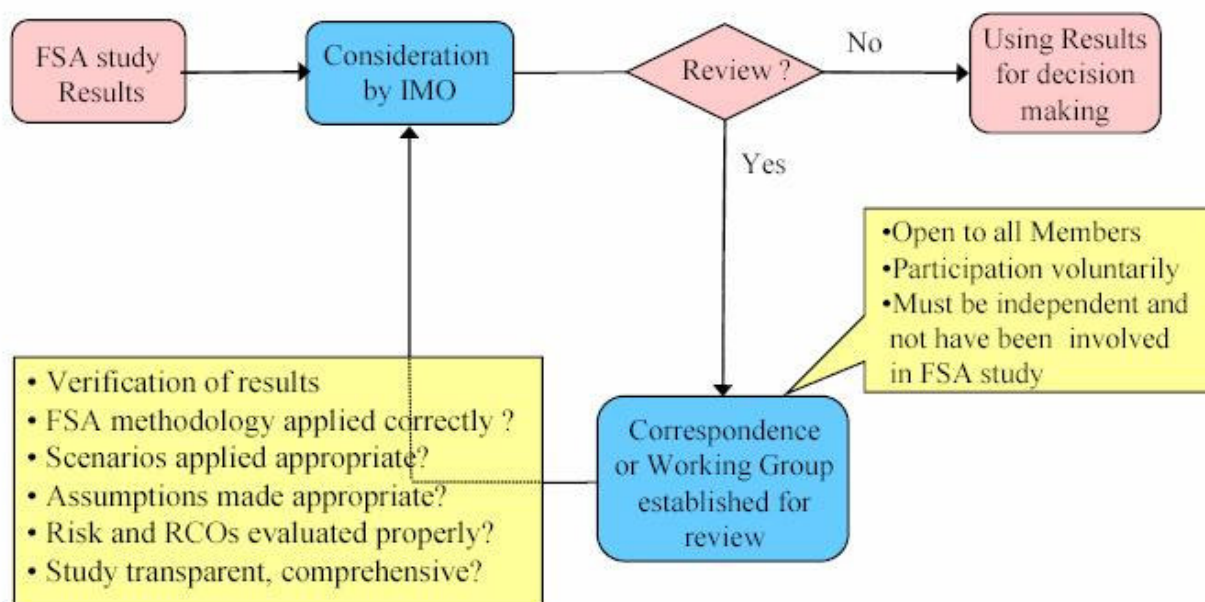 FSA study
Results
Consideration
by IMO
Review ?
No
Using Results
for decision
making
Yes
•Open to all Members
•Participation voluntarily
•Must be independent and
not have been involved
in FSA study
• Verification of results
• FSA methodology applied correctly ?
• Scenarios applied appropriate?
• Assumptions made appropriate?
• Risk and RCOs evaluated properly?
• Study transparent, comprehensive?
Correspondence
or Working Group
established for
review